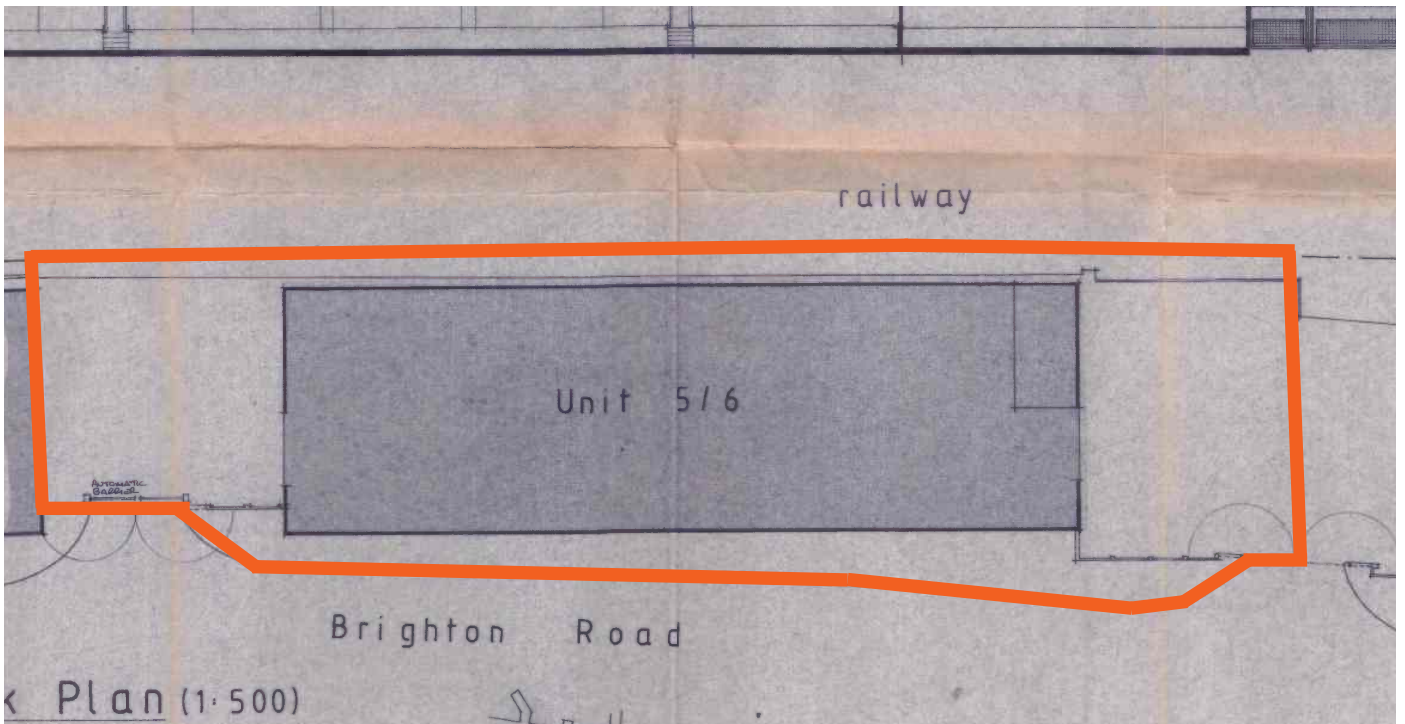 railway
Unit 5/6
AUTOMATIC
BARRIER
Brighton Road
k Plan (1:500)